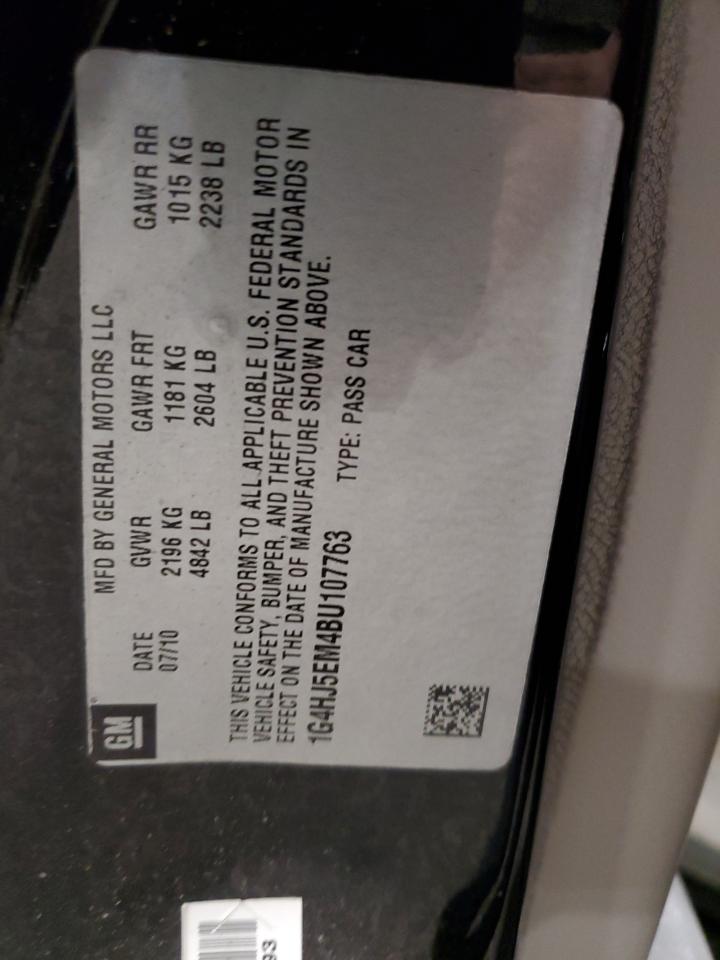 GM
MFD BY GENERAL MOTORS LLC
DATE GVWR GAWR FRT GAWR RR
07/10 2196 KG 1181 KG 1015 KG
4842 LB 2604 LB 2238 LB
THIS VEHICLE CONFORMS TO ALL APPLICABLE U.S. FEDERAL MOTOR
VEHICLE SAFETY, BUMPER, AND THEFT PREVENTION STANDARDS IN
EFFECT ON THE DATE OF MANUFACTURE SHOWN ABOVE.
1G4HJ5EM4BU107763 TYPE: PASS CAR
93